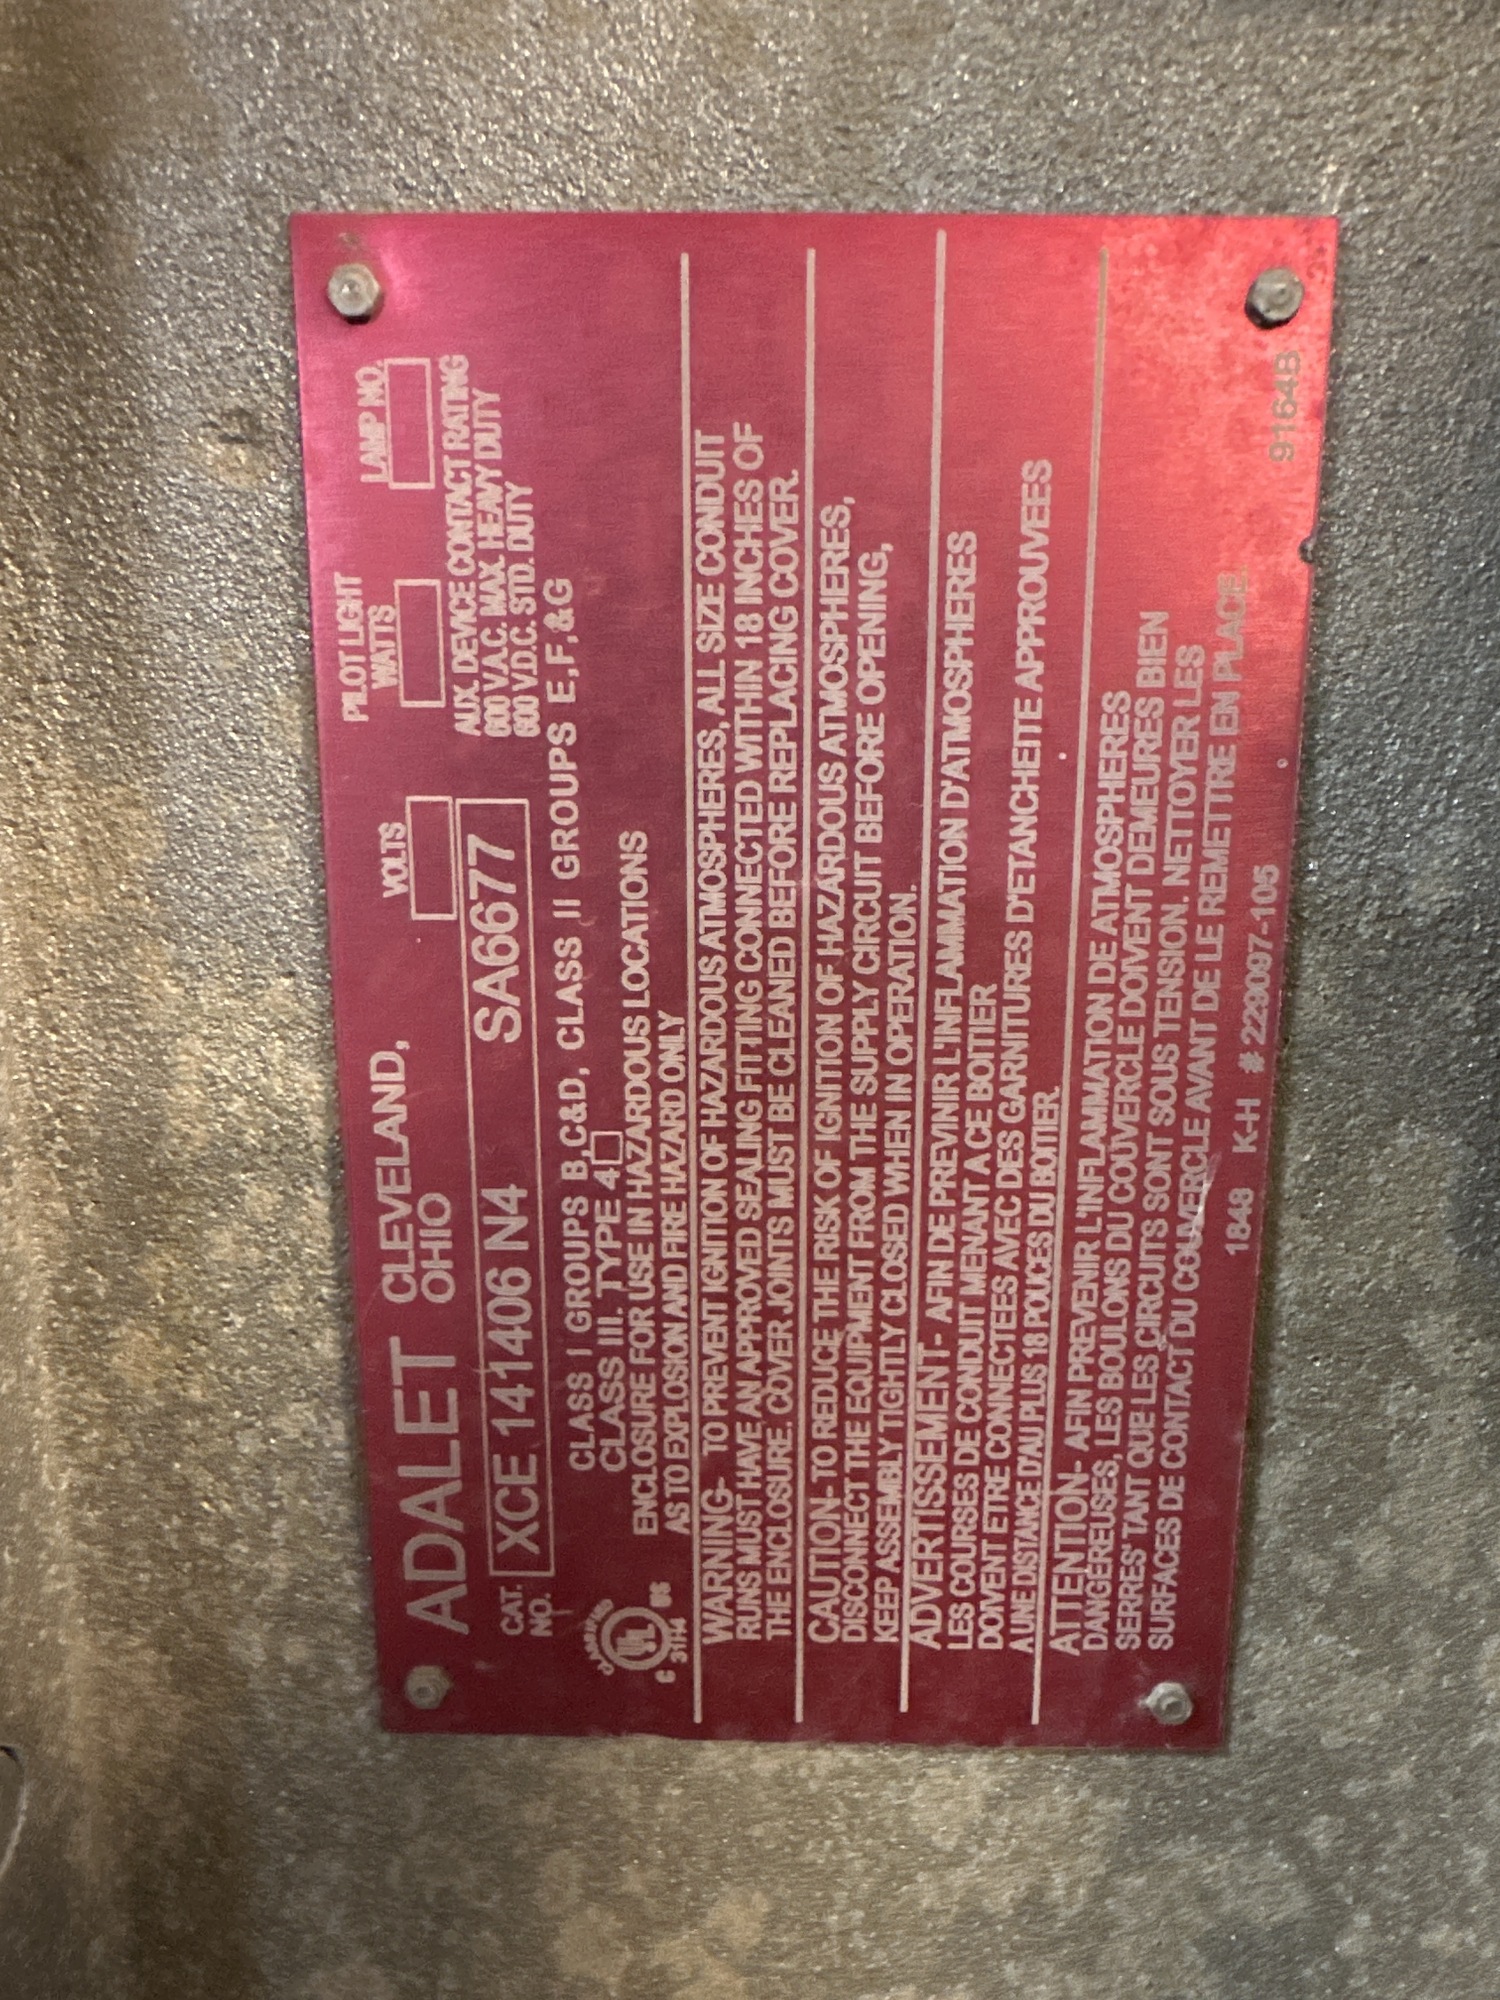 ADALET CLEVELAND,
OHIO
VOLTS
PILOT LIGHT
WATTS
LAMP NO.
CAT.
NO.
XCE 141406 N4 SA6677
AUX. DEVICE CONTACT RATING
600 V.A.C. MAX. HEAVY DUTY
600 V.D.C. STD. DUTY
CLASS I GROUPS B,C&D, CLASS II GROUPS E,F,&G
CLASS III. TYPE 4
ENCLOSURE FOR USE IN HAZARDOUS LOCATIONS
AS TO EXPLOSION AND FIRE HAZARD ONLY
CLASSIFIED
C UL US
31H4
WARNING- TO PREVENT IGNITION OF HAZARDOUS ATMOSPHERES, ALL SIZE CONDUIT
RUNS MUST HAVE AN APPROVED SEALING FITTING CONNECTED WITHIN 18 INCHES OF
THE ENCLOSURE. COVER JOINTS MUST BE CLEANED BEFORE REPLACING COVER.
CAUTION- TO REDUCE THE RISK OF IGNITION OF HAZARDOUS ATMOSPHERES,
DISCONNECT THE EQUIPMENT FROM THE SUPPLY CIRCUIT BEFORE OPENING,
KEEP ASSEMBLY TIGHTLY CLOSED WHEN IN OPERATION.
ADVERTISSEMENT- AFIN DE PREVINIR L'INFLAMMATION D'ATMOSPHERES
LES COURSES DE CONDUIT MENANT A CE BOITIER
DOIVENT ETRE CONNECTEES AVEC DES GARNITURES D'ETANCHEITE APPROUVEES
A UNE DISTANCE D'AU PLUS 18 POUCES DU BOITIER.
ATTENTION- AFIN PREVENIR L'INFLAMMATION DE ATMOSPHERES
DANGEREUSES, LES BOULONS DU COUVERCLE DOIVENT DEMEURES BIEN
SERRES' TANT QUE LES CIRCUITS SONT SOUS TENSION. NETTOYER LES
SURFACES DE CONTACT DU COUVERCLE AVANT DE LE REMETTRE EN PLACE.
1848 K-H # 229097-105
9164B